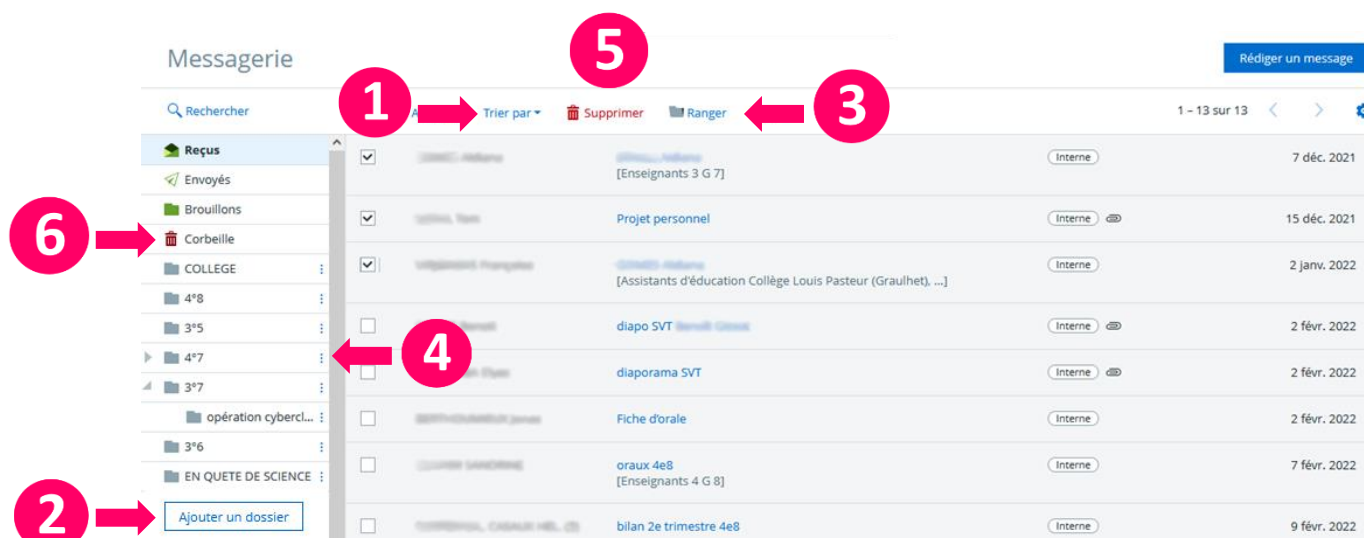 5
Messagerie
Rédiger un message
Rechercher
1
Trier par
Supprimer
Ranger
3
1 – 13 sur 13
Reçus
Interne
7 déc. 2021
[Enseignants 3 G 7]
Envoyés
Brouillons
Projet personnel
Interne
15 déc. 2021
6
Corbeille
COLLEGE
Interne
2 janv. 2022
[Assistants d'éducation Collège Louis Pasteur (Graulhet), ...]
4°8
3°5
diapo SVT
Interne
2 févr. 2022
4°7
4
diaporama SVT
Interne
2 févr. 2022
3°7
opération cybercl...
Fiche d'orale
Interne
2 févr. 2022
3°6
EN QUETE DE SCIENCE
oraux 4e8
Interne
7 févr. 2022
[Enseignants 4 G 8]
2
Ajouter un dossier
bilan 2e trimestre 4e8
Interne
9 févr. 2022